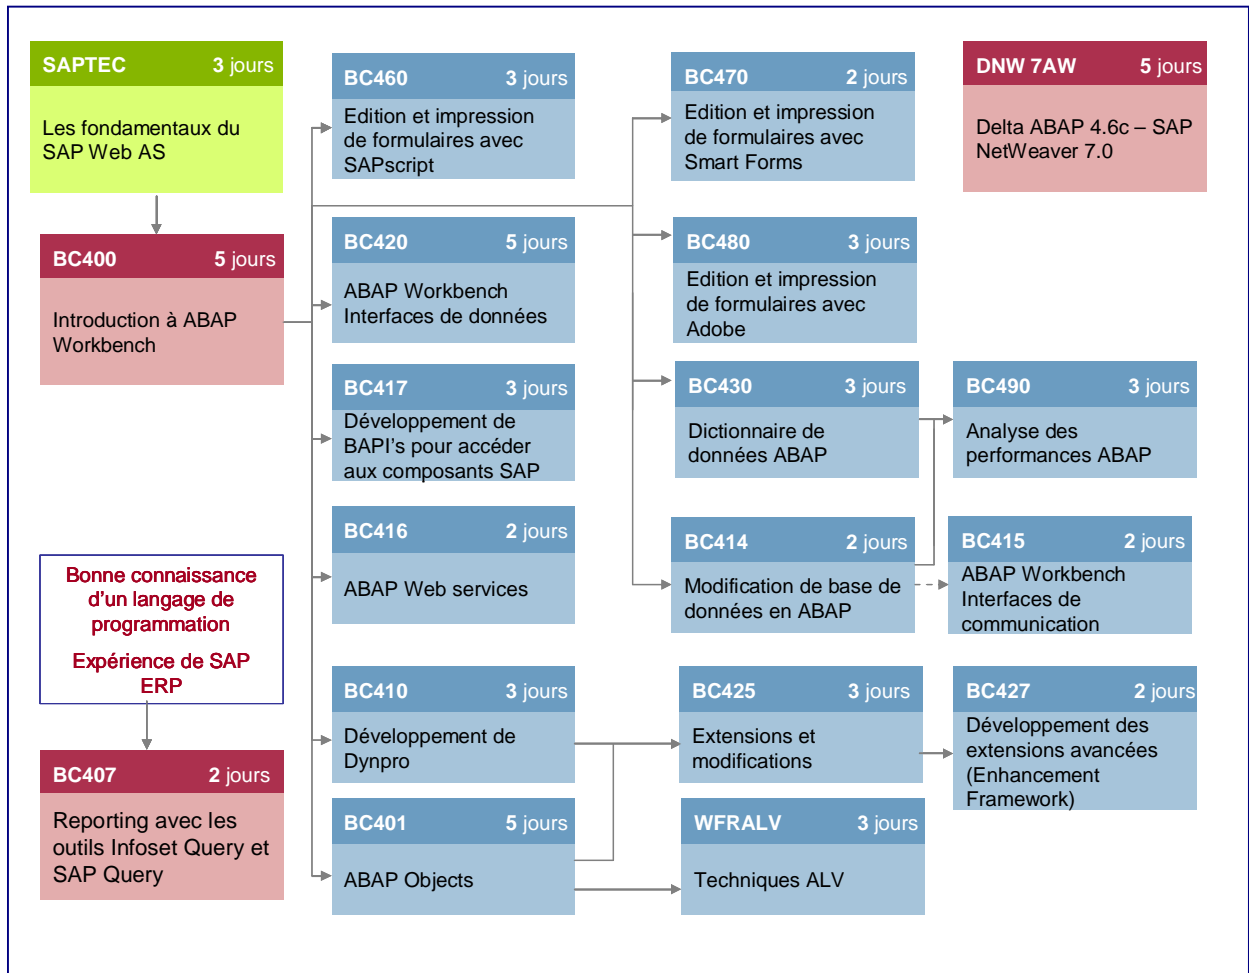 SAPTEC 3 jours
Les fondamentaux du
SAP Web AS
BC400 5 jours
Introduction à ABAP
Workbench
Bonne connaissance
d'un langage de
programmation
Expérience de SAP
ERP
BC407 2 jours
Reporting avec les
outils Infoset Query et
SAP Query
BC460 3 jours
Edition et impression
de formulaires avec
SAPscript
BC420 5 jours
ABAP Workbench
Interfaces de données
BC417 3 jours
Développement de
BAPI's pour accéder
aux composants SAP
BC416 2 jours
ABAP Web services
BC410 3 jours
Développement de
Dynpro
BC401 5 jours
ABAP Objects
BC470 2 jours
Edition et impression
de formulaires avec
Smart Forms
BC480 3 jours
Edition et impression
de formulaires avec
Adobe
BC430 3 jours
Dictionnaire de
données ABAP
BC414 2 jours
Modification de base de
données en ABAP
BC425 3 jours
Extensions et
modifications
WFRALV 3 jours
Techniques ALV
DNW 7AW 5 jours
Delta ABAP 4.6c – SAP
NetWeaver 7.0
BC490 3 jours
Analyse des
performances ABAP
BC415 2 jours
ABAP Workbench
Interfaces de
communication
BC427 2 jours
Développement des
extensions avancées
(Enhancement
Framework)